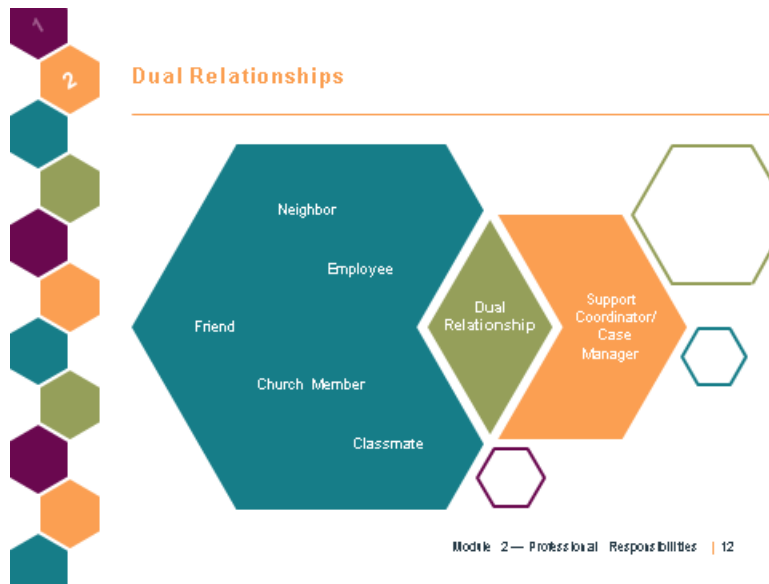 1
2
Dual Relationships
Neighbor
Employee
Friend
Church Member
Classmate
Dual
Relationship
Support
Coordinator/
Case
Manager
Module 2 — Professional Responsibilities | 12